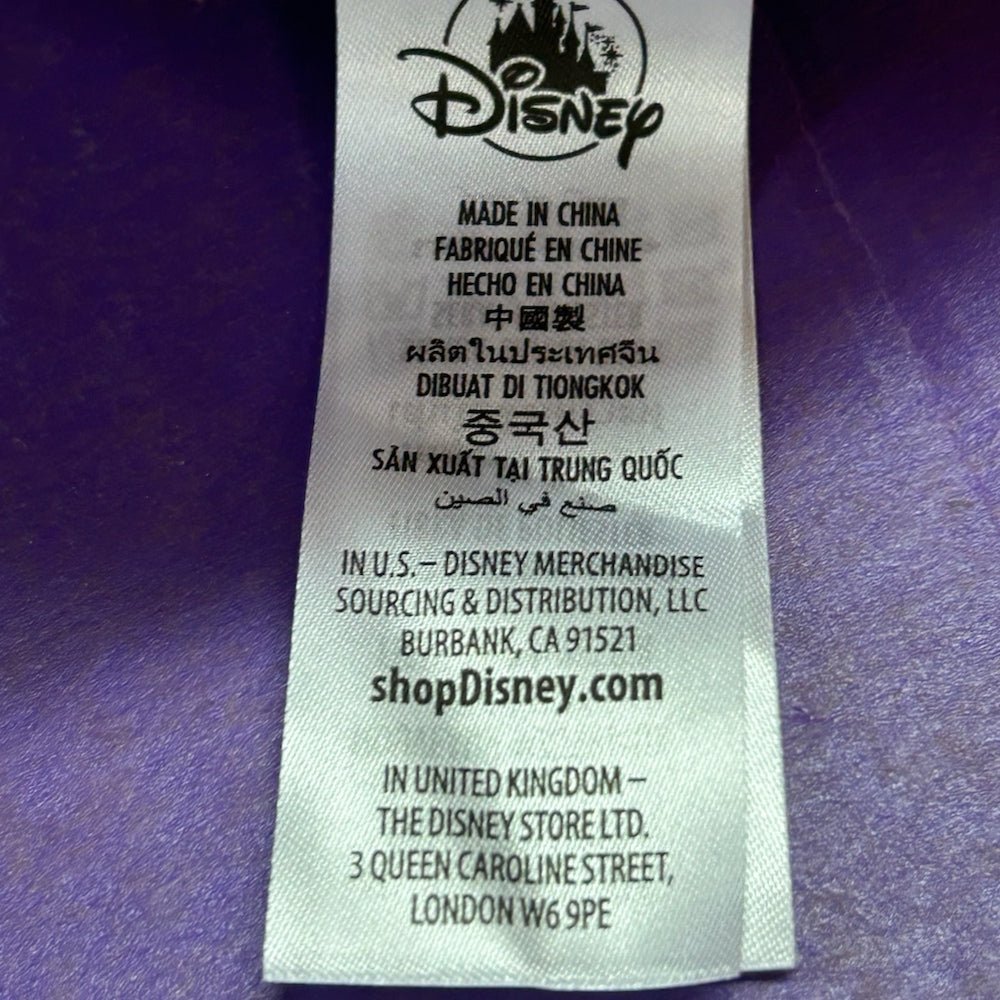 Disney
MADE IN CHINA
FABRIQUÉ EN CHINE
HECHO EN CHINA
中國製
ผลิตในประเทศจีน
DIBUAT DI TIONGKOK
중국산
SẢN XUẤT TẠI TRUNG QUỐC
صنع في الصين
IN U.S.– DISNEY MERCHANDISE
SOURCING & DISTRIBUTION, LLC
BURBANK, CA 91521
shopDisney.com
IN UNITED KINGDOM –
THE DISNEY STORE LTD.
3 QUEEN CAROLINE STREET,
LONDON W6 9PE